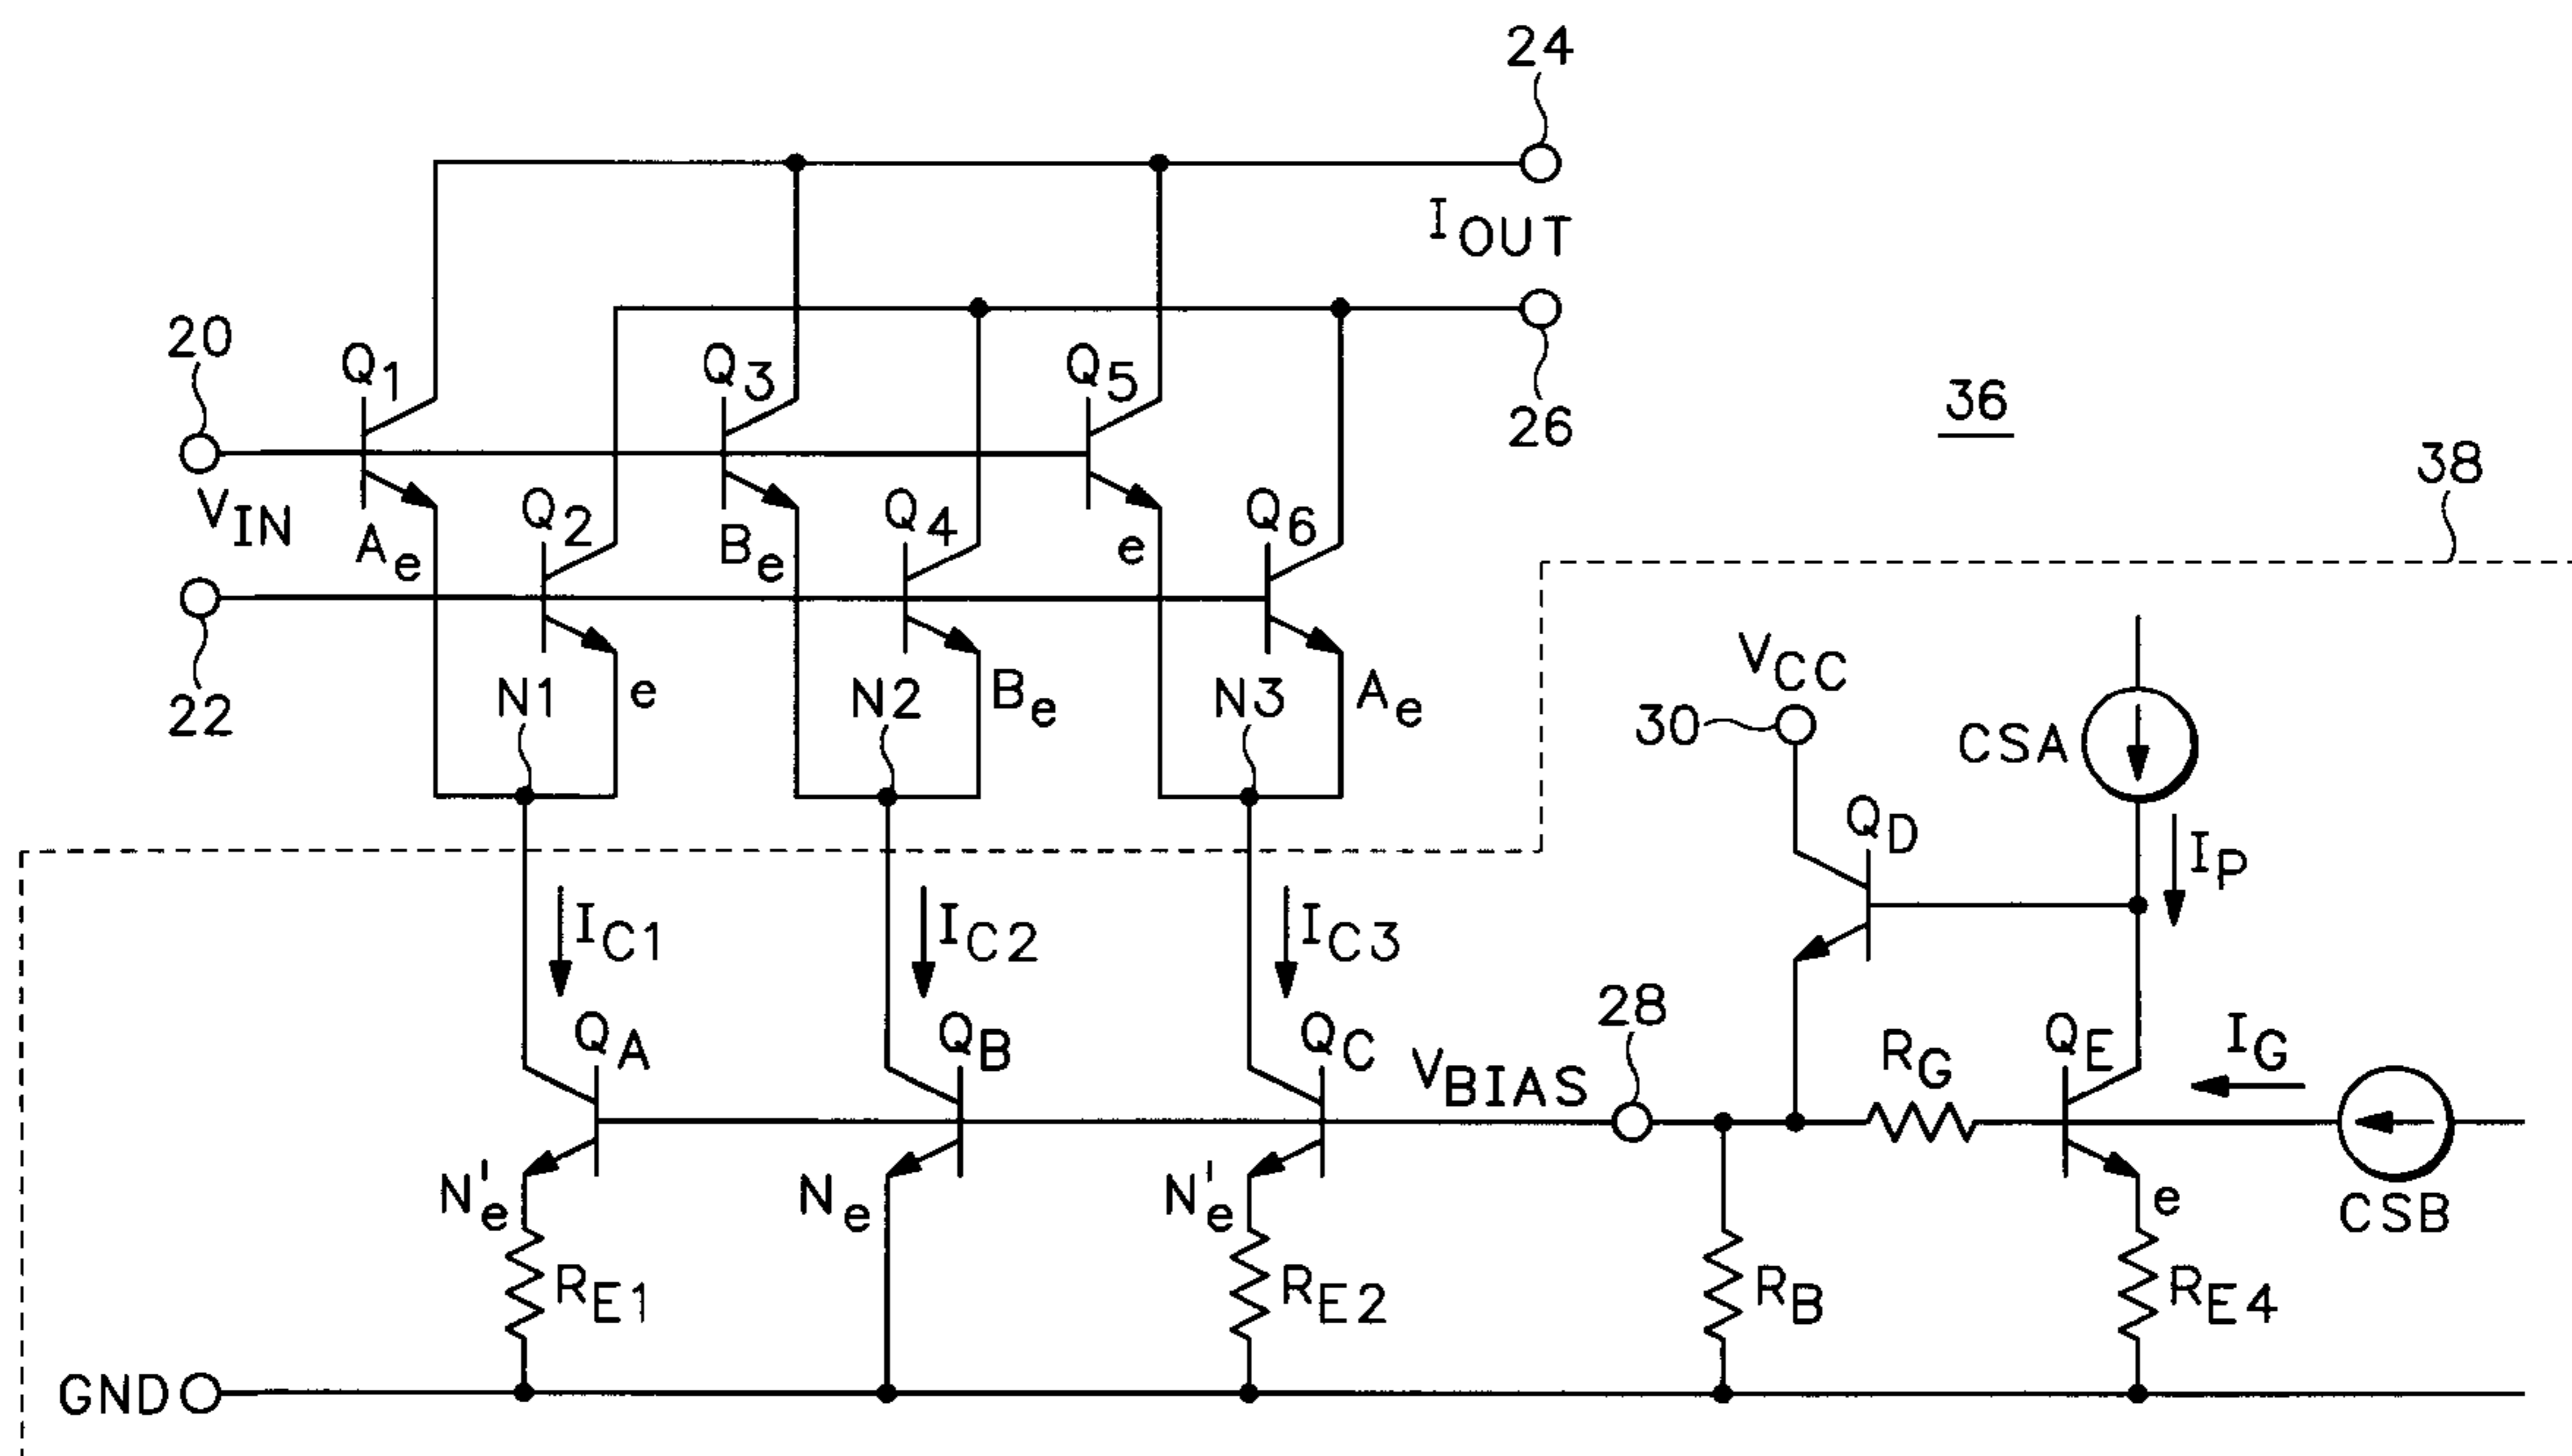 24
I OUT
20
Q1
Q3
Q5
26
36
38
VIN
Q2
Q4
Q6
Ae
Be
e
22
N1
e
N2
Be
N3
Ae
VCC
30
CSA
QD
IP
IC1
IC2
IC3
28
QA
QB
QC
VBIAS
RG
QE
IG
N'e
Ne
N'e
e
CSB
RE1
RE2
RB
RE4
GND